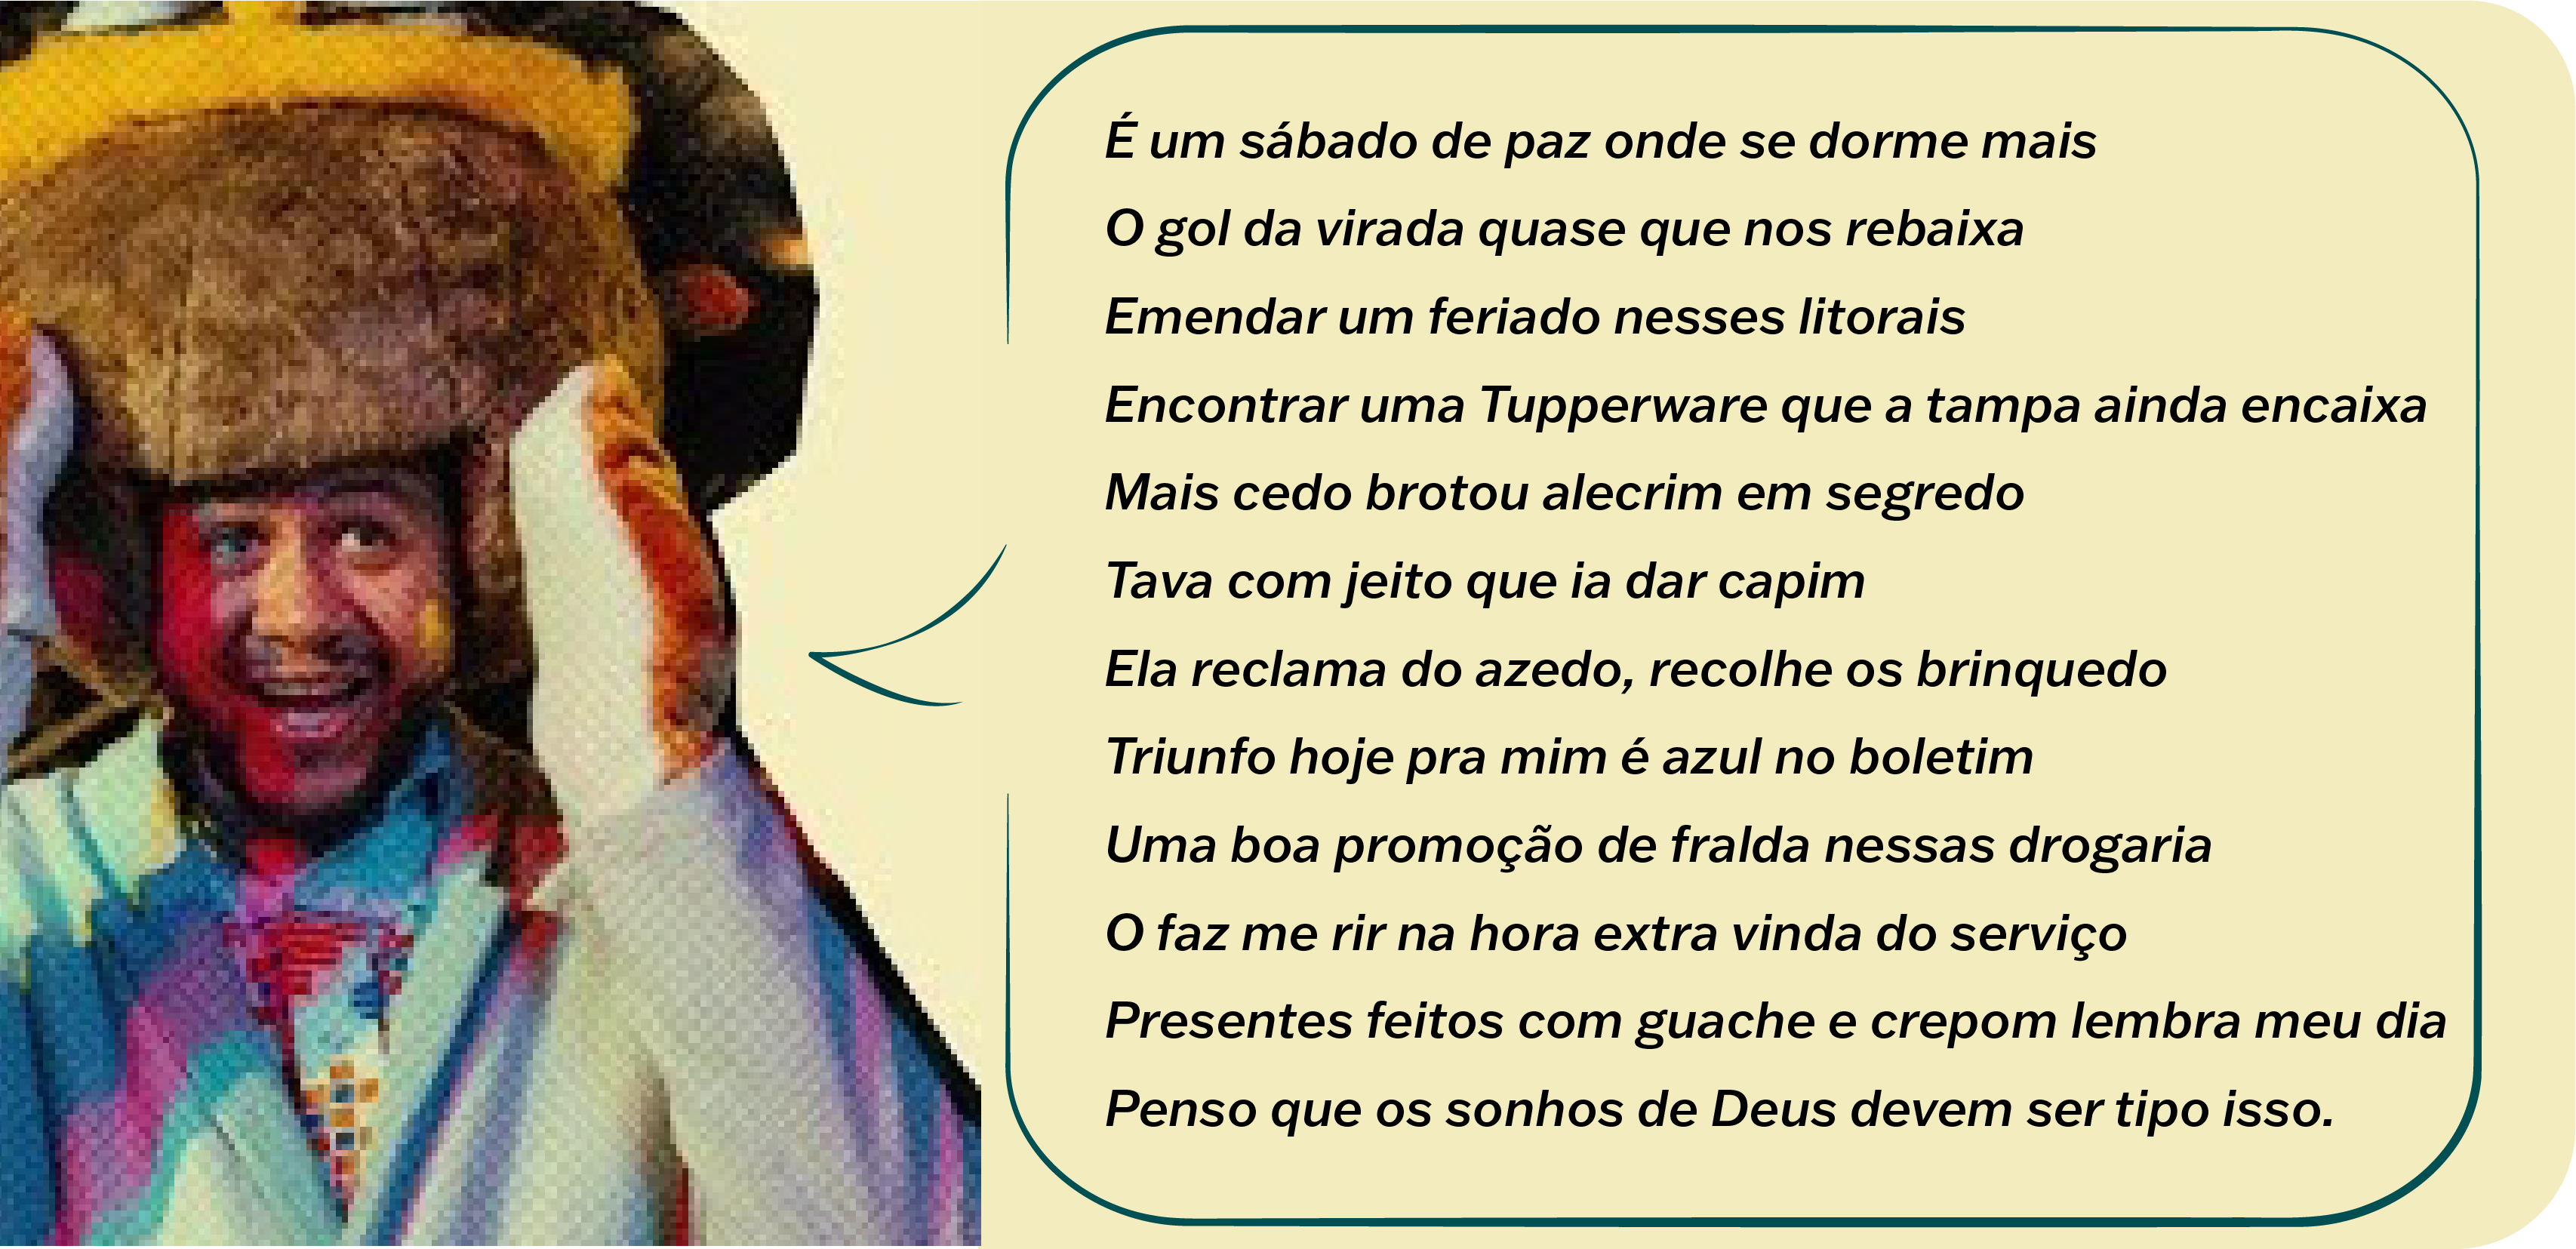 É um sábado de paz onde se dorme mais
O gol da virada quase que nos rebaixa
Emendar um feriado nesses litorais
Encontrar uma Tupperware que a tampa ainda encaixa
Mais cedo brotou alecrim em segredo
Tava com jeito que ia dar capim
Ela reclama do azedo, recolhe os brinquedo
Triunfo hoje pra mim é azul no boletim
Uma boa promoção de fralda nessas drogaria
O faz me rir na hora extra vinda do serviço
Presentes feitos com guache e crepom lembra meu dia
Penso que os sonhos de Deus devem ser tipo isso.